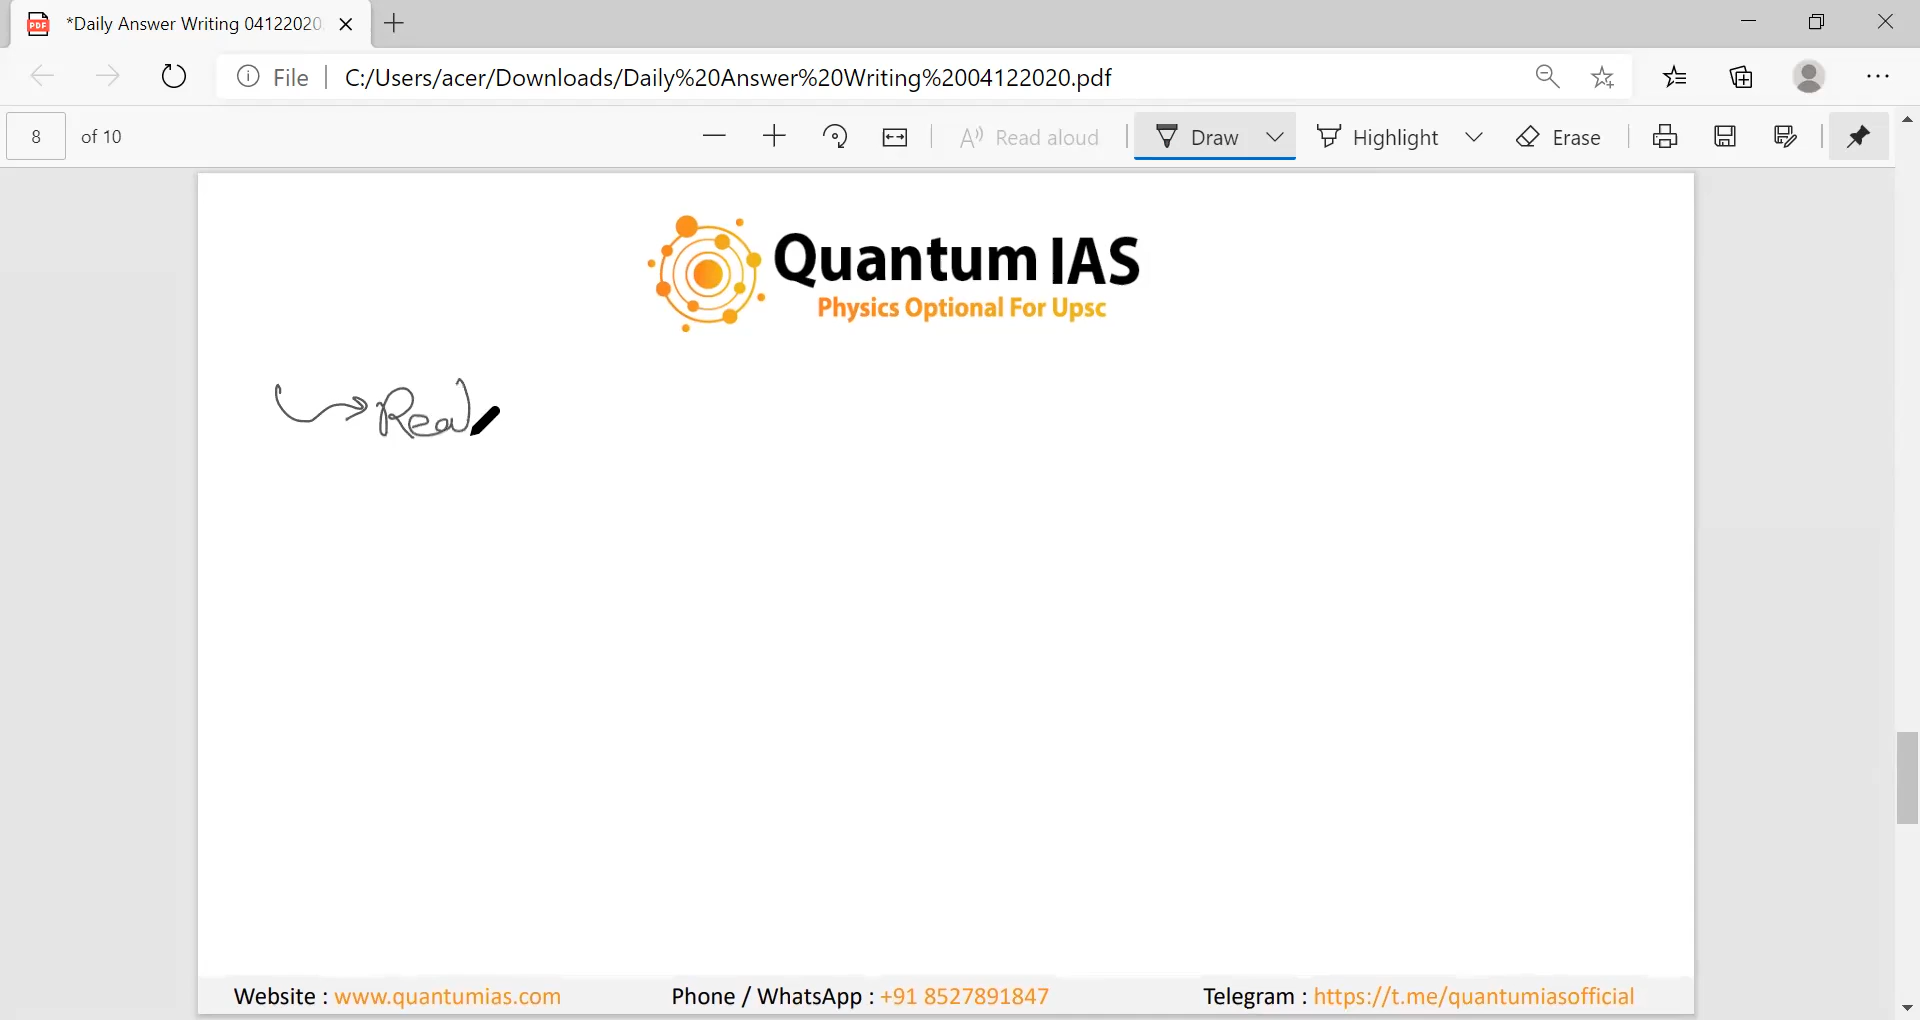 *Daily Answer Writing 04122020
File
C:/Users/acer/Downloads/Daily%20Answer%20Writing%2004122020.pdf
8 of 10
Read aloud
Draw
Highlight
Erase
PDF
Quantum IAS
Physics Optional For Upsc
Real
Website : www.quantumias.com
Phone / WhatsApp : +91 8527891847
Telegram : https://t.me/quantumiasofficial